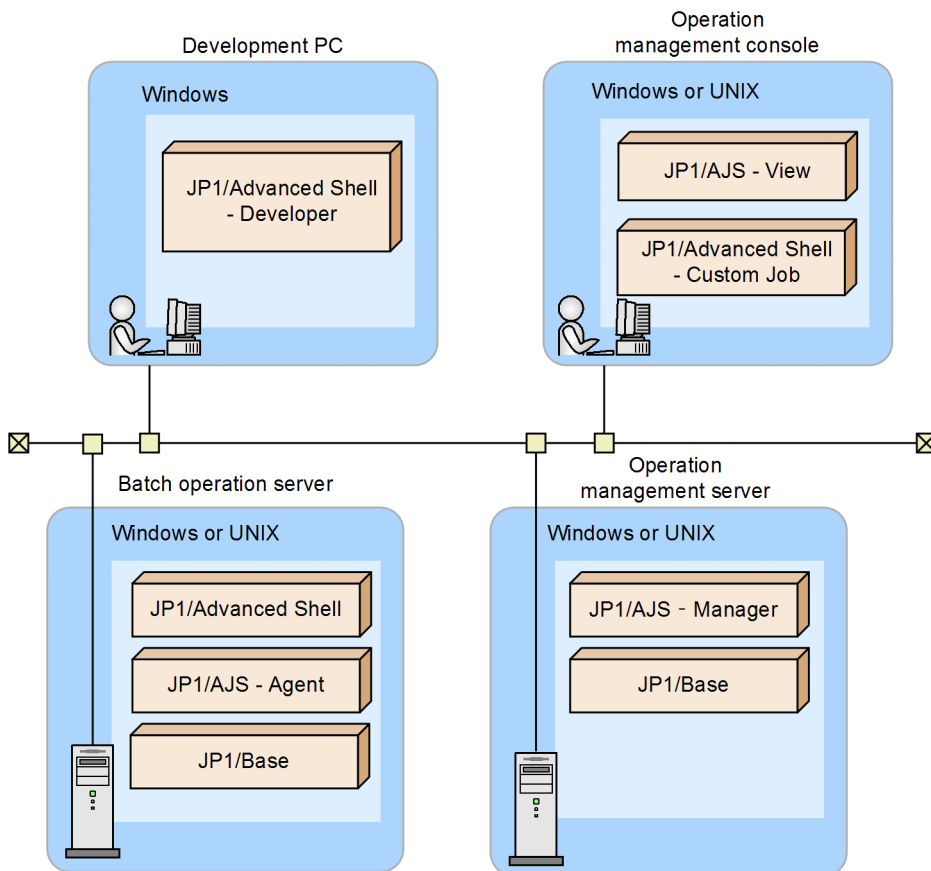 Development PC
Windows
JP1/Advanced Shell
- Developer
Operation
management console
Windows or UNIX
JP1/AJS - View
JP1/Advanced Shell
- Custom Job
Batch operation server
Windows or UNIX
JP1/Advanced Shell
JP1/AJS - Agent
JP1/Base
Operation
management server
Windows or UNIX
JP1/AJS - Manager
JP1/Base